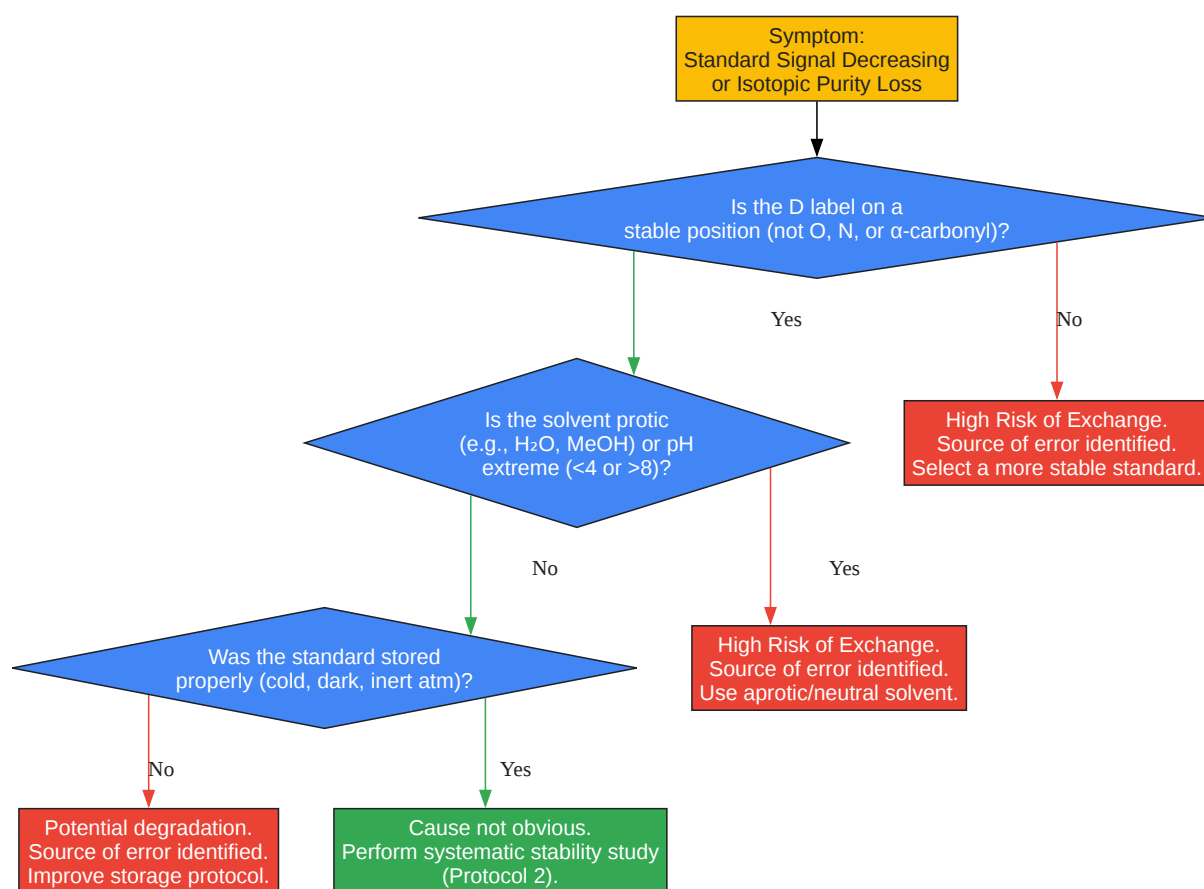 Symptom:
Standard Signal Decreasing
or Isotopic Purity Loss
Is the D label on a
stable position (not O, N, or α-carbonyl)?
Yes
No
Is the solvent protic
(e.g., H₂O, MeOH) or pH
extreme (<4 or >8)?
High Risk of Exchange.
Source of error identified.
Select a more stable standard.
No
Yes
Was the standard stored
properly (cold, dark, inert atm)?
High Risk of Exchange.
Source of error identified.
Use aprotic/neutral solvent.
No
Yes
Potential degradation.
Source of error identified.
Improve storage protocol.
Cause not obvious.
Perform systematic stability study
(Protocol 2).